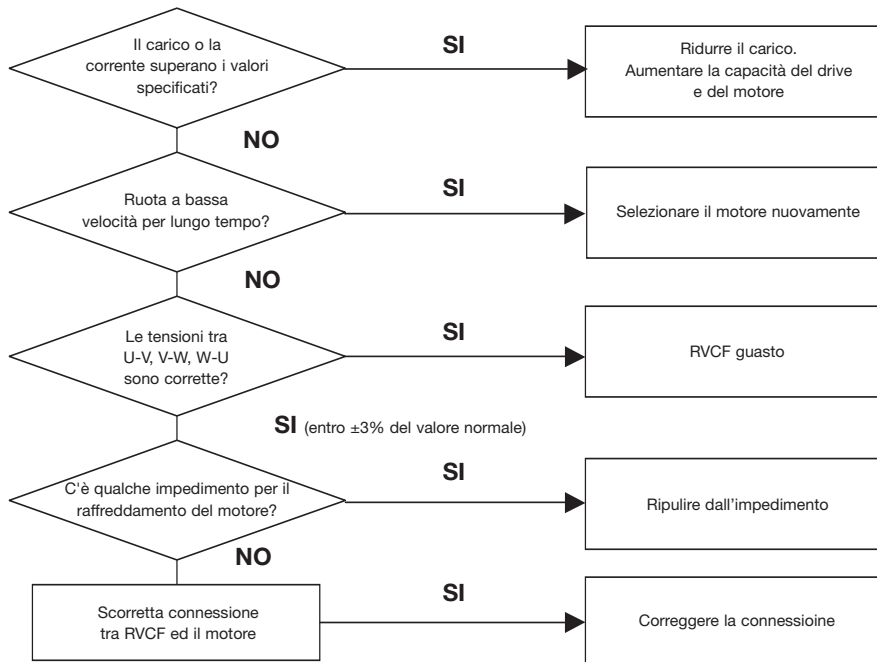 Il carico o la
corrente superano i valori
specificati?
SI
Ridurre il carico.
Aumentare la capacità del drive
e del motore
NO
Ruota a bassa
velocità per lungo tempo?
SI
Selezionare il motore nuovamente
NO
Le tensioni tra
U-V, V-W, W-U
sono corrette?
SI
RVCF guasto
SI (entro ±3% del valore normale)
C'è qualche impedimento per il
raffreddamento del motore?
SI
Ripulire dall'impedimento
NO
Scorretta connessione
tra RVCF ed il motore
SI
Correggere la connessioine